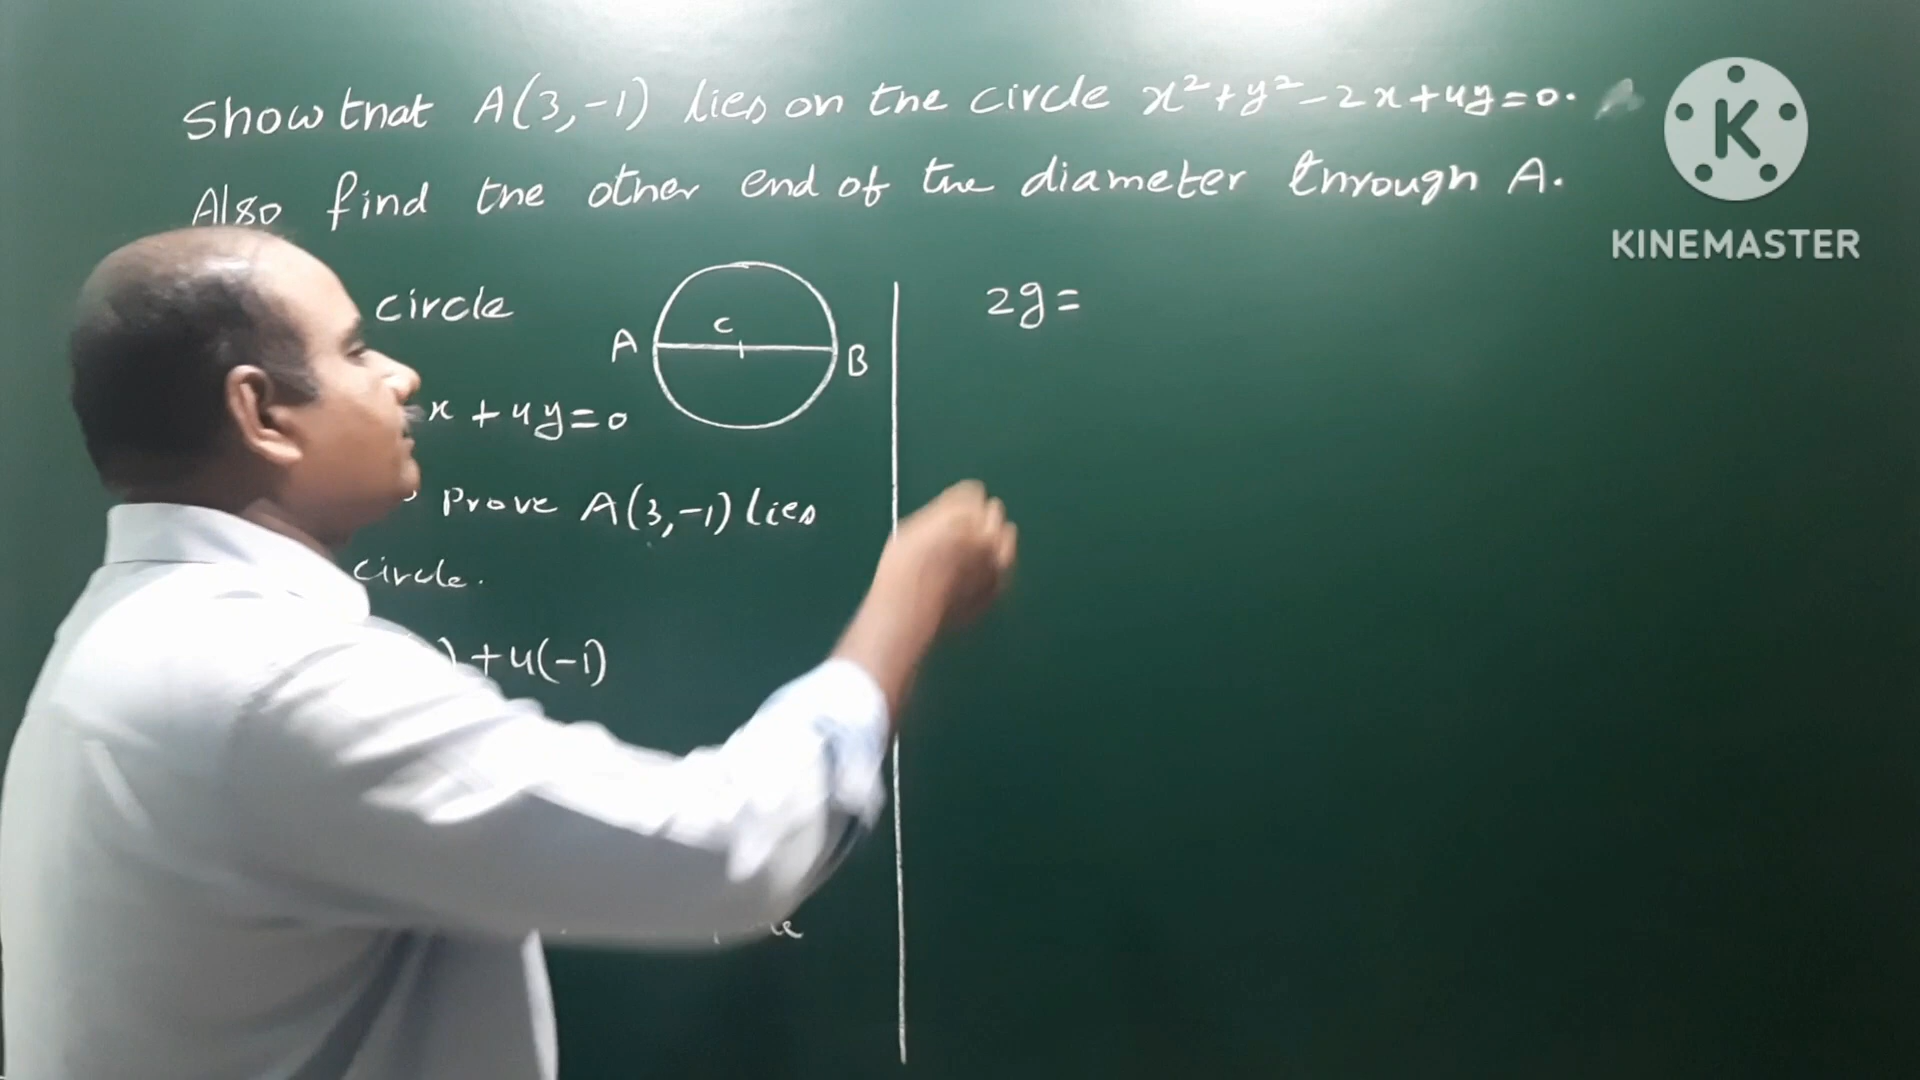 Show that A(3,-1) lies on the circle x²+y²-2x+4y=0.
Also find the other end of the diameter through A.
K
KINEMASTER
circle
A
C
B
x+4y=0
Prove A(3,-1) lies
circle.
)+4(-1)
2g=